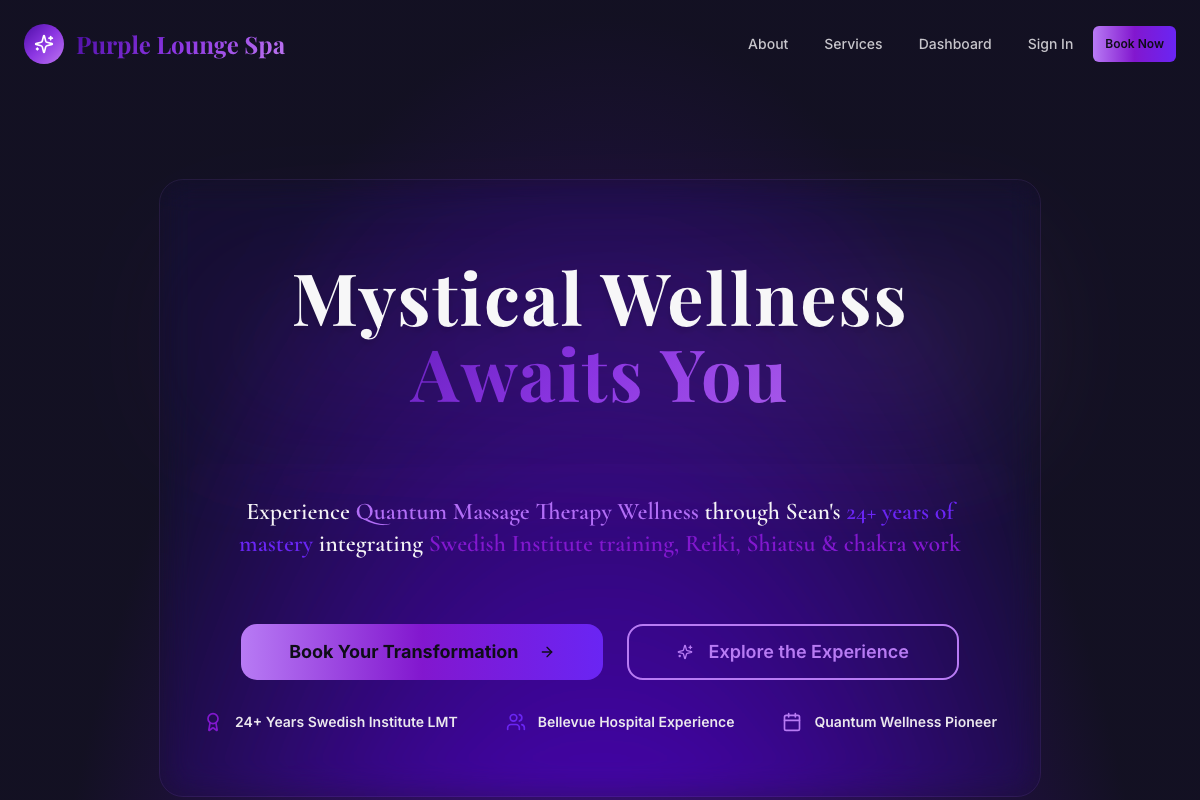 Purple Lounge Spa
About
Services
Dashboard
Sign In
Book Now
Mystical Wellness
Awaits You
Experience Quantum Massage Therapy Wellness through Sean's 24+ years of
mastery integrating Swedish Institute training, Reiki, Shiatsu & chakra work
Book Your Transformation
Explore the Experience
24+ Years Swedish Institute LMT
Bellevue Hospital Experience
Quantum Wellness Pioneer